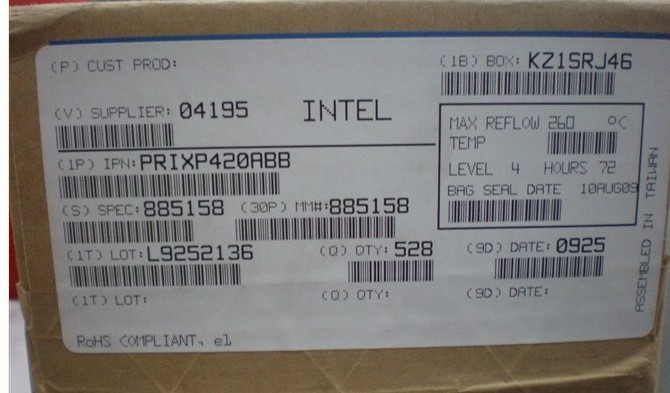 (P) CUST PROD:
(1B) BOX: KZ1SRJ46
(V) SUPPLIER: 04195 INTEL
MAX REFLOW 260 °C
TEMP
LEVEL 4 HOURS 72
BAG SEAL DATE 10AUG09
(1P) IPN: PRIXP420ABB
(S) SPEC: 885158 (30P) MM#: 885158
(1T) LOT: L9252136 (Q) QTY: 528 (9D) DATE: 0925
(1T) LOT: (Q) QTY: (9D) DATE:
ASSEMBLED IN TAIWAN
RoHS COMPLIANT, e1